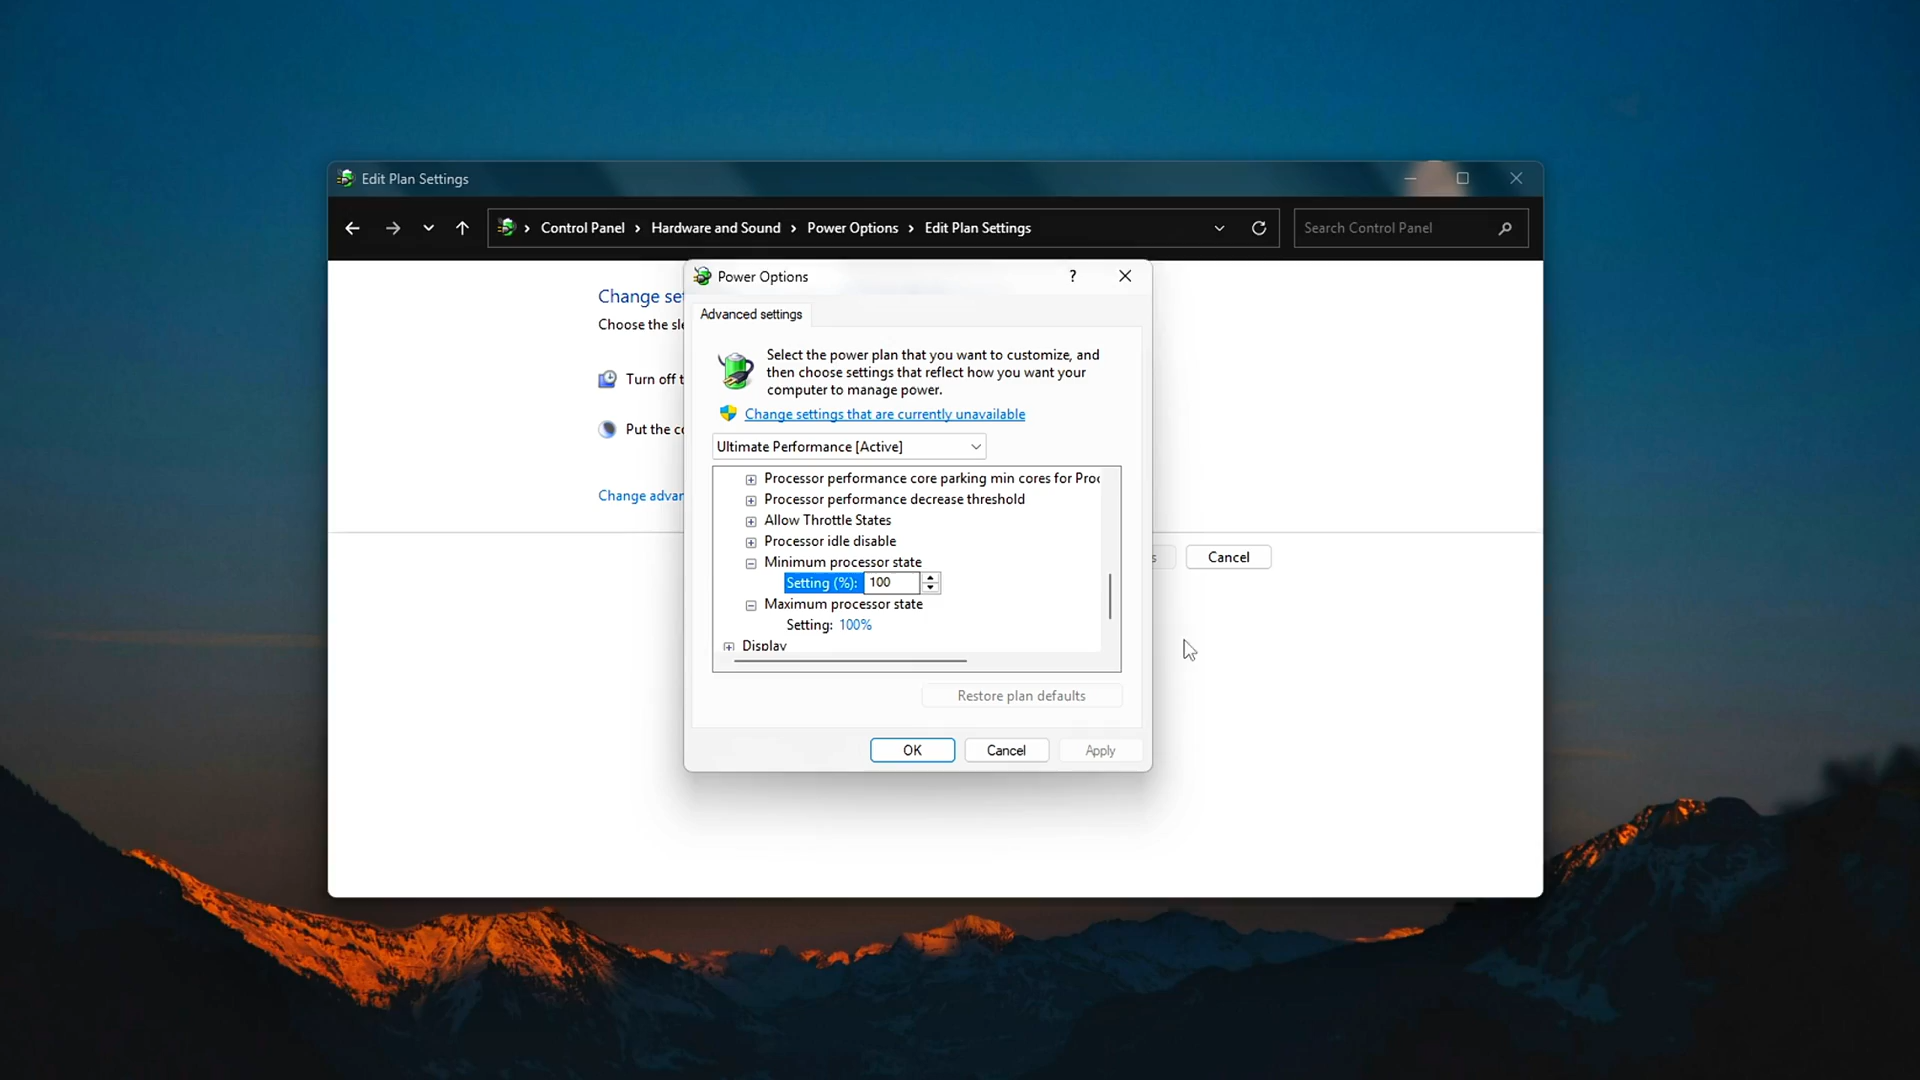 Edit Plan Settings
Control Panel
Hardware and Sound
Power Options
Edit Plan Settings
Search Control Panel
Power Options
?
Change se
Choose the sl
Advanced settings
Select the power plan that you want to customize, and
then choose settings that reflect how you want your
computer to manage power.
Turn off t
Change settings that are currently unavailable
Put the c
Ultimate Performance [Active]
Processor performance core parking min cores for Pro
Change advan
Processor performance decrease threshold
Allow Throttle States
Processor idle disable
Minimum processor state
s
Cancel
Setting (%): 100
Maximum processor state
Setting: 100%
Display
Restore plan defaults
OK
Cancel
Apply